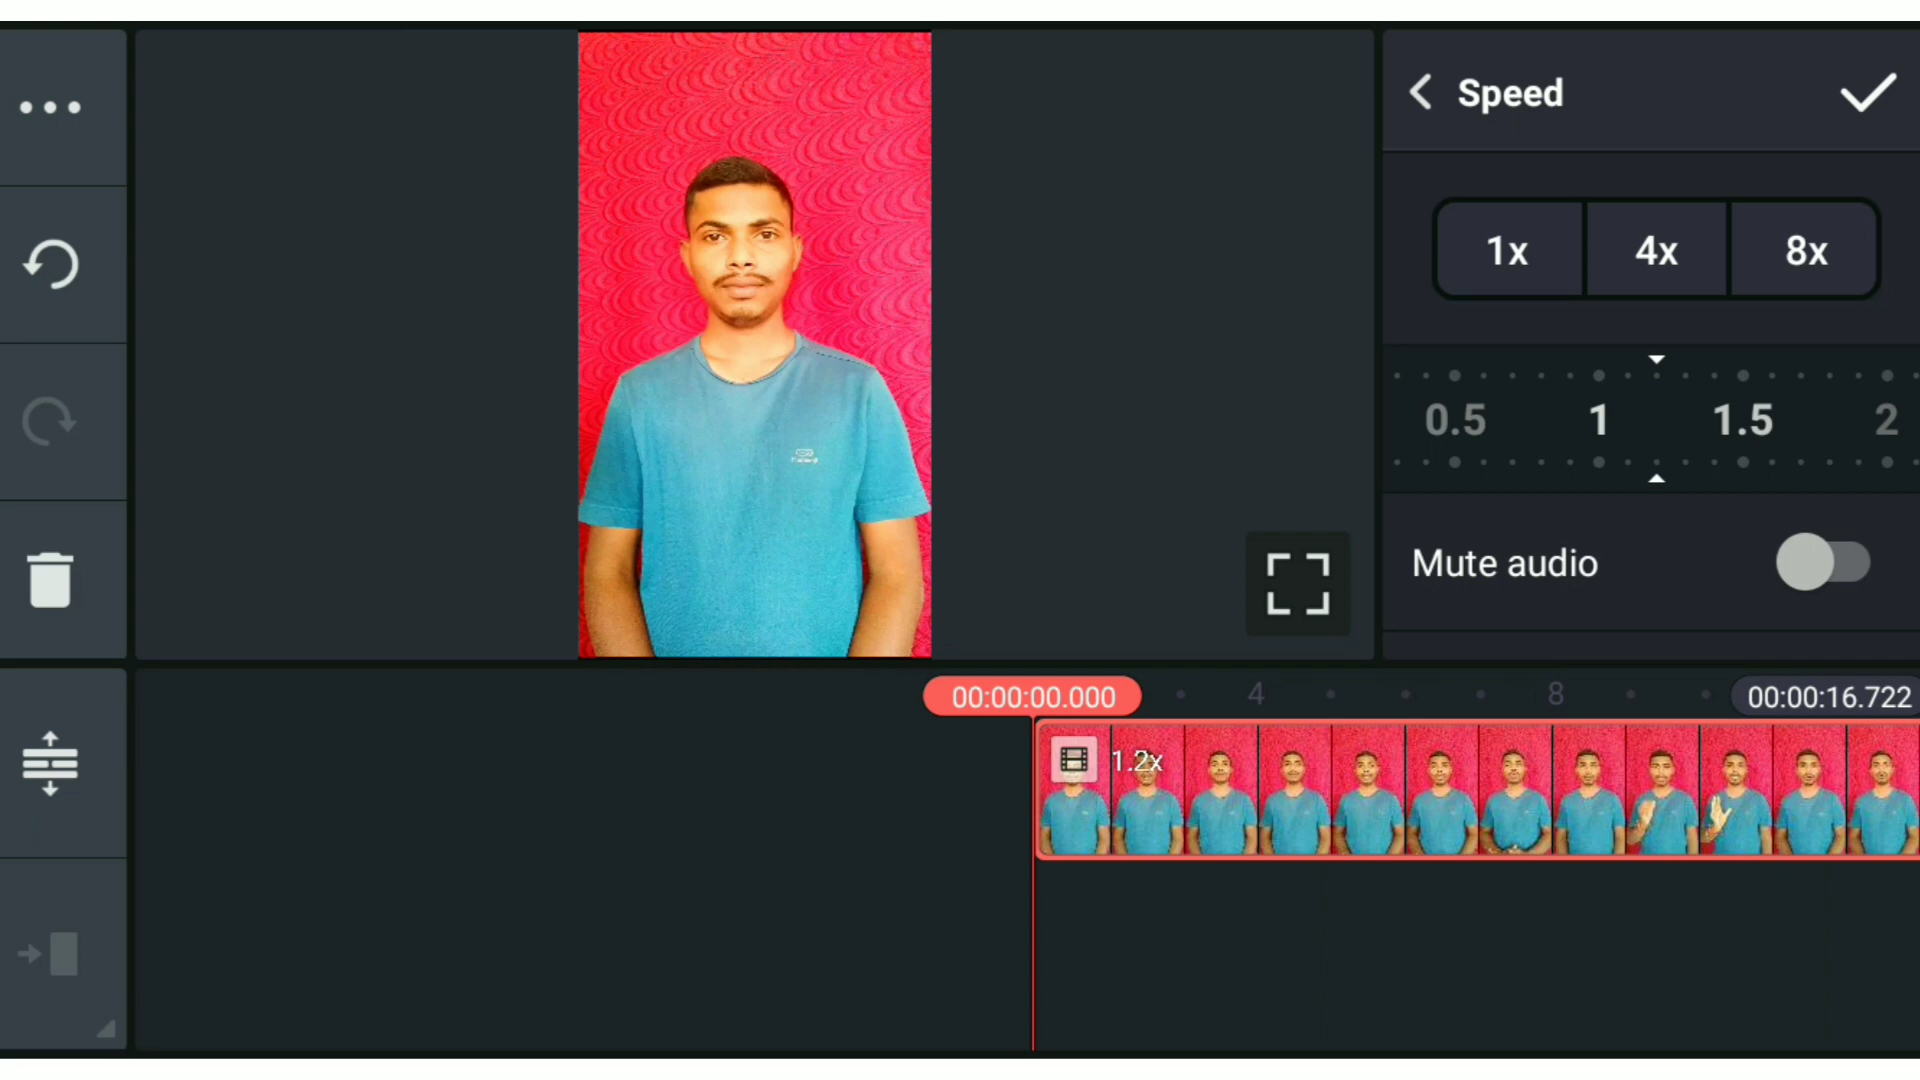 Speed
1x 4x 8x
0.5 1 1.5 2
Mute audio
00:00:00.000 4 8 00:00:16.722
1.2x